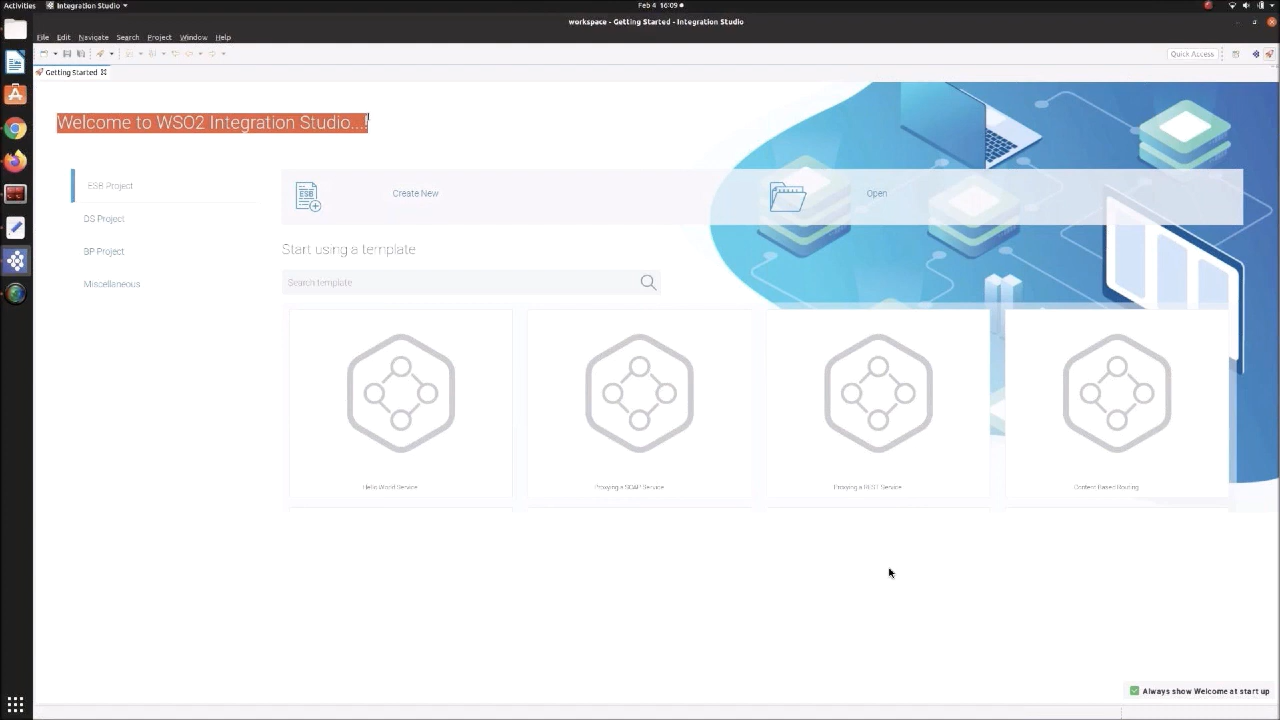 Activities
Integration Studio
Feb 4 16:09
workspace - Getting Started - Integration Studio
File Edit Navigate Search Project Window Help
Quick Access
Getting Started
Welcome to WSO2 Integration Studio...!
ESB Project
DS Project
BP Project
Miscellaneous
ESB
Create New
Open
Start using a template
Search template
Hello World Service
Proxying a SOAP Service
Proxying a REST Service
Content Based Routing
Always show Welcome at start up